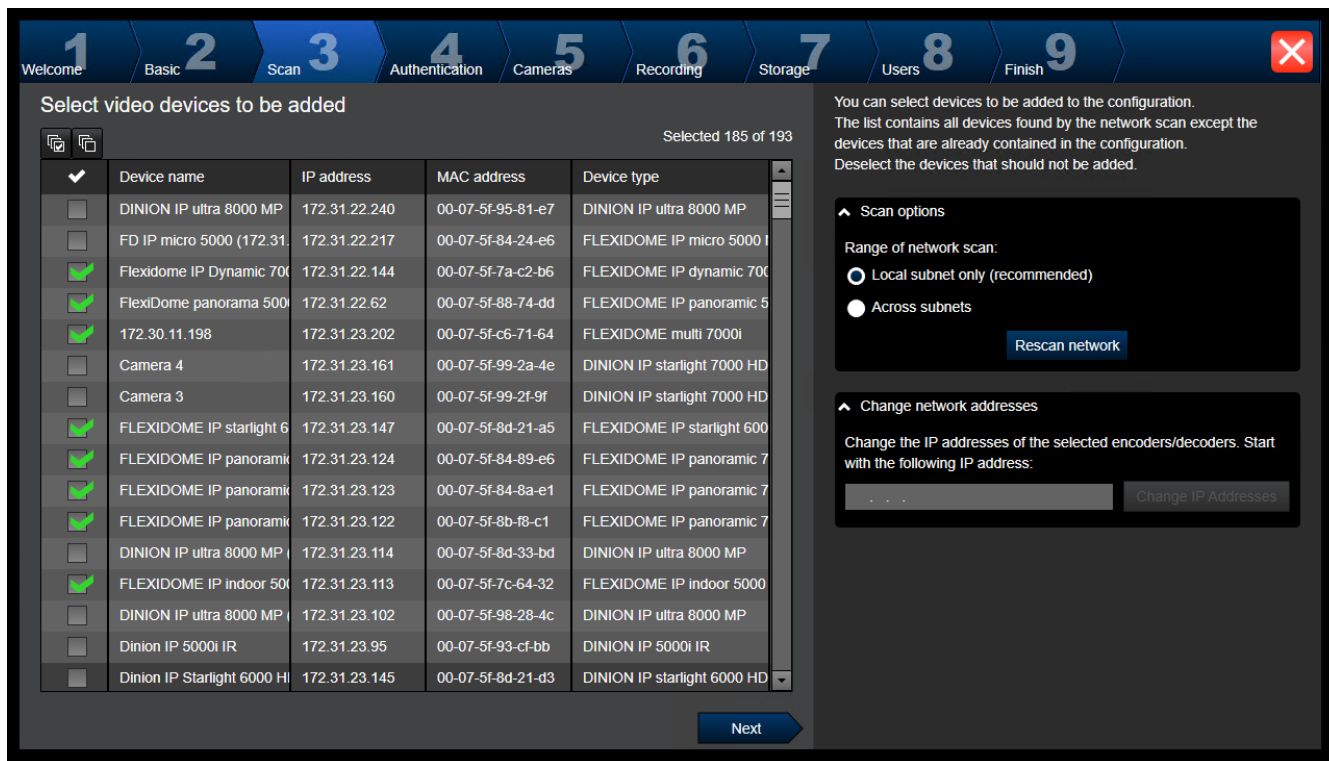 1 2 3 4 5 6 7 8 9
Welcome Basic Scan Authentication Cameras Recording Storage Users Finish
Select video devices to be added
Selected 185 of 193
Device name IP address MAC address Device type
DINION IP ultra 8000 MP 172.31.22.240 00-07-5f-95-81-e7 DINION IP ultra 8000 MP
FD IP micro 5000 (172.31. 172.31.22.217 00-07-5f-84-24-e6 FLEXIDOME IP micro 5000
Flexidome IP Dynamic 700 172.31.22.144 00-07-5f-7a-c2-b6 FLEXIDOME IP dynamic 700
FlexiDome panorama 500 172.31.22.62 00-07-5f-88-74-dd FLEXIDOME IP panoramic 5
172.30.11.198 172.31.23.202 00-07-5f-c6-71-64 FLEXIDOME multi 7000i
Camera 4 172.31.23.161 00-07-5f-99-2a-4e DINION IP starlight 7000 HD
Camera 3 172.31.23.160 00-07-5f-99-2f-9f DINION IP starlight 7000 HD
FLEXIDOME IP starlight 6 172.31.23.147 00-07-5f-8d-21-a5 FLEXIDOME IP starlight 600
FLEXIDOME IP panoramic 172.31.23.124 00-07-5f-84-89-e6 FLEXIDOME IP panoramic 7
FLEXIDOME IP panoramic 172.31.23.123 00-07-5f-84-8a-e1 FLEXIDOME IP panoramic 7
FLEXIDOME IP panoramic 172.31.23.122 00-07-5f-8b-f8-c1 FLEXIDOME IP panoramic 7
DINION IP ultra 8000 MP ( 172.31.23.114 00-07-5f-8d-33-bd DINION IP ultra 8000 MP
FLEXIDOME IP indoor 500 172.31.23.113 00-07-5f-7c-64-32 FLEXIDOME IP indoor 5000
DINION IP ultra 8000 MP ( 172.31.23.102 00-07-5f-98-28-4c DINION IP ultra 8000 MP
Dinion IP 5000i IR 172.31.23.95 00-07-5f-93-cf-bb DINION IP 5000i IR
Dinion IP Starlight 6000 H 172.31.23.145 00-07-5f-8d-21-d3 DINION IP starlight 6000 HD
Next
You can select devices to be added to the configuration.
The list contains all devices found by the network scan except the
devices that are already contained in the configuration.
Deselect the devices that should not be added.
Scan options
Range of network scan:
Local subnet only (recommended)
Across subnets
Rescan network
Change network addresses
Change the IP addresses of the selected encoders/decoders. Start
with the following IP address:
. . .
Change IP Addresses